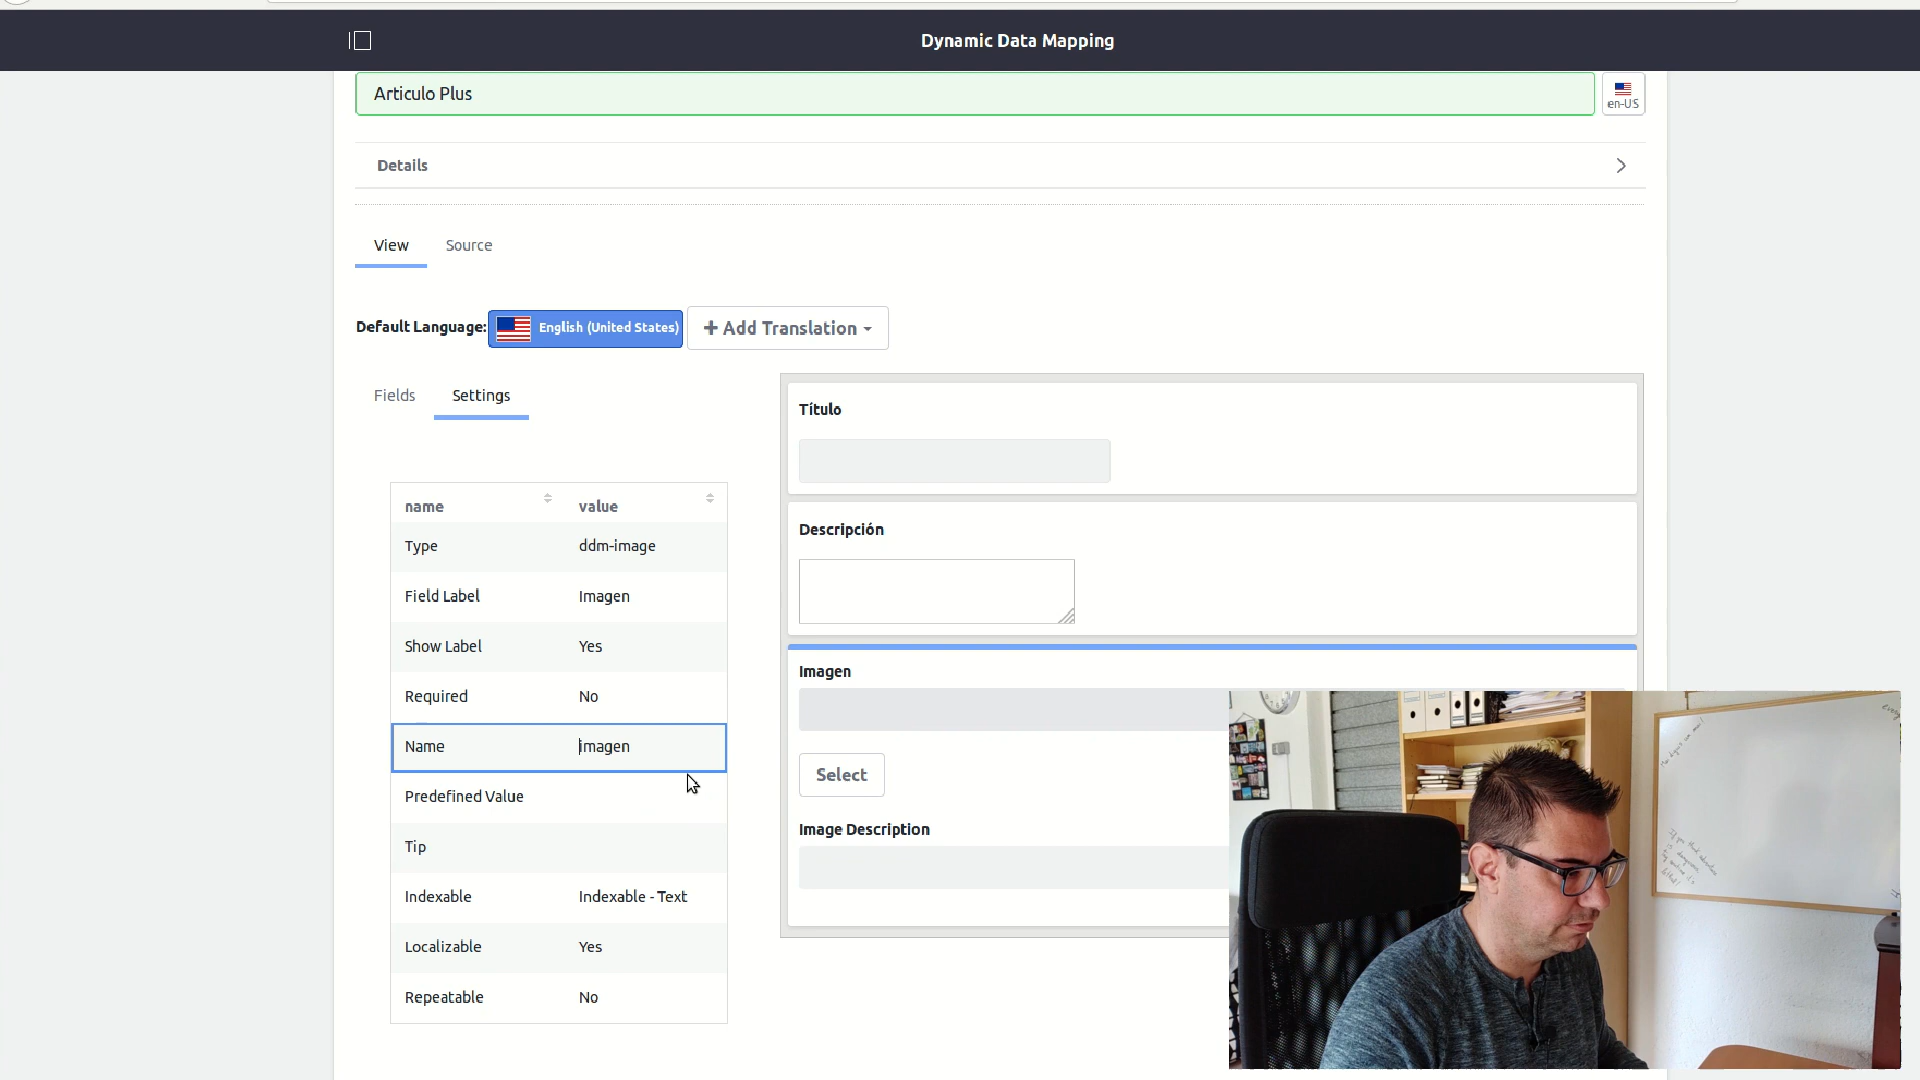 Dynamic Data Mapping
Articulo Plus
en-US
Details
View Source
Default Language: English (United States) + Add Translation
Fields Settings
name value
Type ddm-image
Field Label Imagen
Show Label Yes
Required No
Name imagen
Predefined Value
Tip
Indexable Indexable - Text
Localizable Yes
Repeatable No
Título
Descripción
Imagen
Select
Image Description